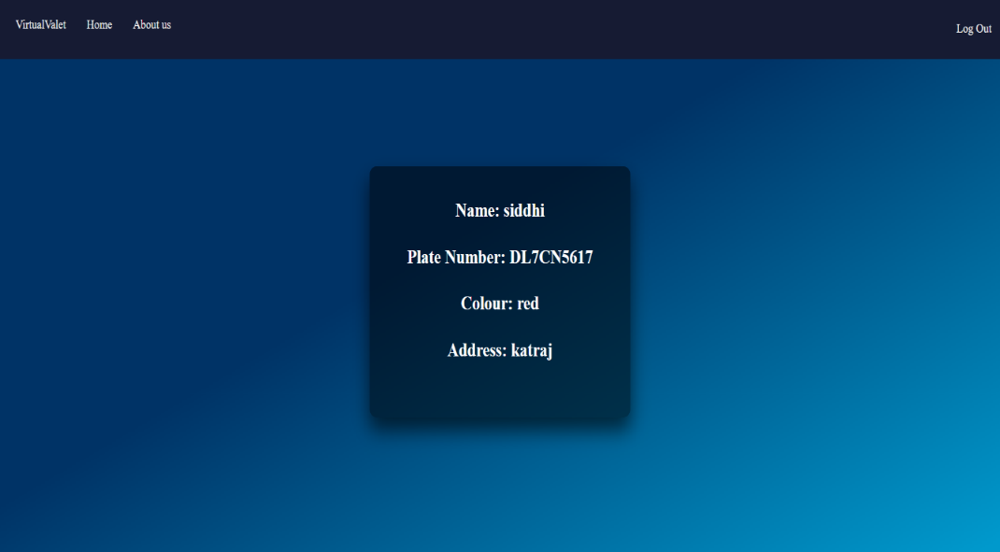 VirtualValet Home About us Log Out
Name: siddhi
Plate Number: DL7CN5617
Colour: red
Address: katraj